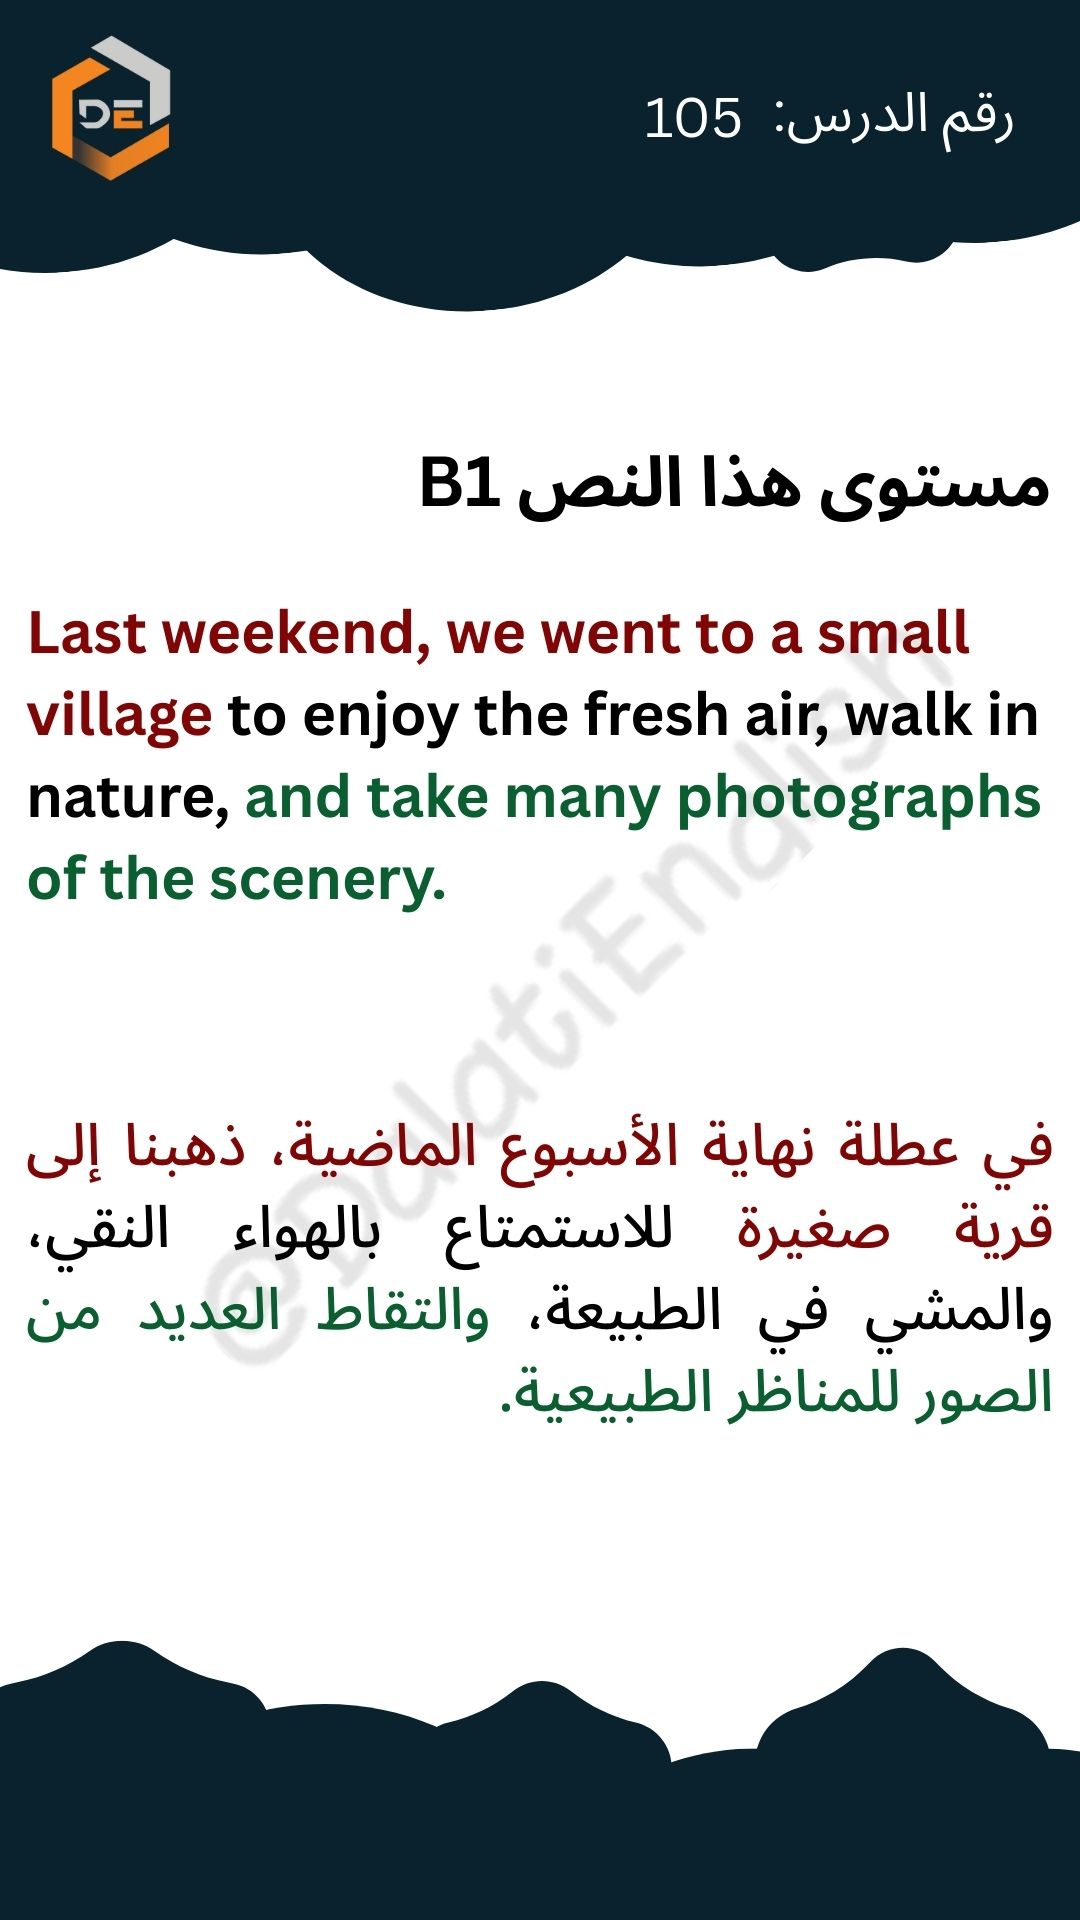 DE
رقم الدرس: 105
مستوى هذا النص B1
Last weekend, we went to a small
village to enjoy the fresh air, walk in
nature, and take many photographs
of the scenery.
@DalatiEnglish
في عطلة نهاية الأسبوع الماضية، ذهبنا إلى
قرية صغيرة للاستمتاع بالهواء النقي،
والمشي في الطبيعة، والتقاط العديد من
الصور للمناظر الطبيعية.